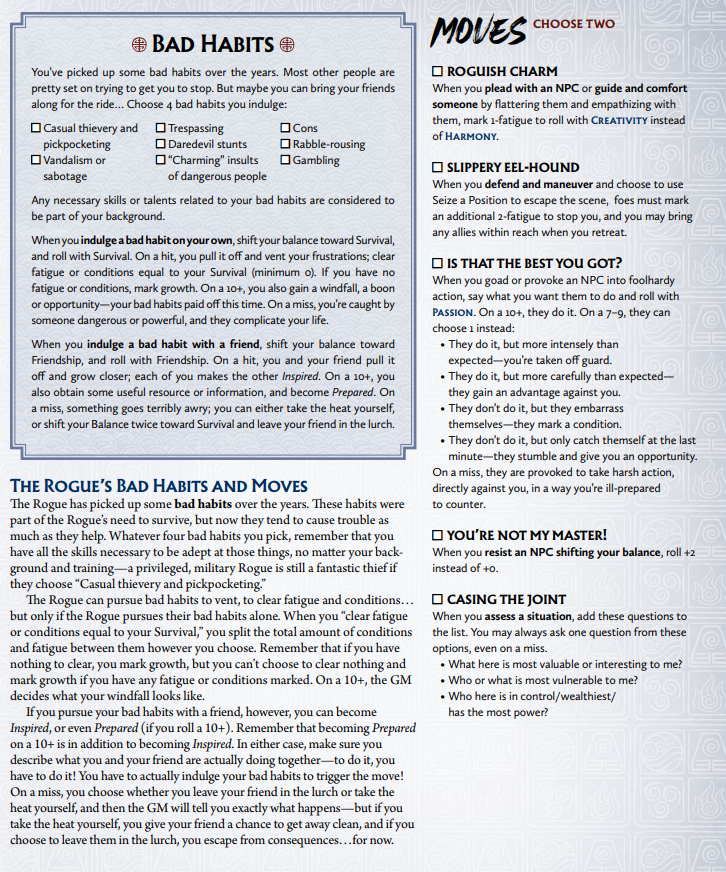 BAD HABITS
You've picked up some bad habits over the years. Most other people are
pretty set on trying to get you to stop. But maybe you can bring your friends
along for the ride... Choose 4 bad habits you indulge:
☐ Casual thievery and pickpocketing
☐ Vandalism or sabotage
☐ Trespassing
☐ Daredevil stunts
☐ "Charming" insults of dangerous people
☐ Cons
☐ Rabble-rousing
☐ Gambling
Any necessary skills or talents related to your bad habits are considered to
be part of your background.
When you indulge a bad habit on your own, shift your balance toward Survival,
and roll with Survival. On a hit, you pull it off and vent your frustrations; clear
fatigue or conditions equal to your Survival (minimum 0). If you have no
fatigue or conditions, mark growth. On a 10+, you also gain a windfall, a boon
or opportunity—your bad habits paid off this time. On a miss, you're caught by
someone dangerous or powerful, and they complicate your life.
When you indulge a bad habit with a friend, shift your balance toward
Friendship, and roll with Friendship. On a hit, you and your friend pull it
off and grow closer; each of you makes the other Inspired. On a 10+, you
also obtain some useful resource or information, and become Prepared. On
a miss, something goes terribly awry; you can either take the heat yourself,
or shift your Balance twice toward Survival and leave your friend in the lurch.
THE ROGUE'S BAD HABITS AND MOVES
The Rogue has picked up some bad habits over the years. These habits were
part of the Rogue's need to survive, but now they tend to cause trouble as
much as they help. Whatever four bad habits you pick, remember that you
have all the skills necessary to be adept at those things, no matter your back-
ground and training—a privileged, military Rogue is still a fantastic thief if
they choose "Casual thievery and pickpocketing."
The Rogue can pursue bad habits to vent, to clear fatigue and conditions…
but only if the Rogue pursues their bad habits alone. When you "clear fatigue
or conditions equal to your Survival," you split the total amount of conditions
and fatigue between them however you choose. Remember that if you have
nothing to clear, you mark growth, but you can't choose to clear nothing and
mark growth if you have any fatigue or conditions marked. On a 10+, the GM
decides what your windfall looks like.
If you pursue your bad habits with a friend, however, you can become
Inspired, or even Prepared (if you roll a 10+). Remember that becoming Prepared
on a 10+ is in addition to becoming Inspired. In either case, make sure you
describe what you and your friend are actually doing together—to do it, you
have to do it! You have to actually indulge your bad habits to trigger the move!
On a miss, you choose whether you leave your friend in the lurch or take the
heat yourself, and then the GM will tell you exactly what happens—but if you
take the heat yourself, you give your friend a chance to get away clean, and if you
choose to leave them in the lurch, you escape from consequences…for now.
MOVES CHOOSE TWO
☐ ROGUISH CHARM
When you plead with an NPC or guide and comfort
someone by flattering them and empathizing with
them, mark 1-fatigue to roll with CREATIVITY instead
of HARMONY.
☐ SLIPPERY EEL-HOUND
When you defend and maneuver and choose to use
Seize a Position to escape the scene, foes must mark
an additional 2-fatigue to stop you, and you may bring
any allies within reach when you retreat.
☐ IS THAT THE BEST YOU GOT?
When you goad or provoke an NPC into foolhardy
action, say what you want them to do and roll with
PASSION. On a 10+, they do it. On a 7–9, they can
choose 1 instead:
• They do it, but more intensely than
expected—you're taken off guard.
• They do it, but more carefully than expected—
they gain an advantage against you.
• They don't do it, but they embarrass
themselves—they mark a condition.
• They don't do it, but only catch themself at the last
minute—they stumble and give you an opportunity.
On a miss, they are provoked to take harsh action,
directly against you, in a way you're ill-prepared
to counter.
☐ YOU'RE NOT MY MASTER!
When you resist an NPC shifting your balance, roll +2
instead of +0.
☐ CASING THE JOINT
When you assess a situation, add these questions to
the list. You may always ask one question from these
options, even on a miss.
• What here is most valuable or interesting to me?
• Who or what is most vulnerable to me?
• Who here is in control/wealthiest/
has the most power?